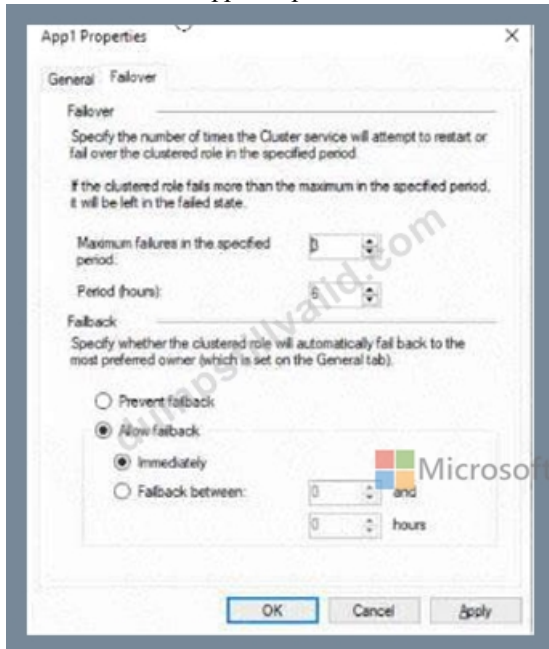 App1 Properties
General Failover
Failover
Specify the number of times the Cluster service will attempt to restart or
fail over the clustered role in the specified period.
If the clustered role fails more than the maximum in the specified period,
it will be left in the failed state.
Maximum failures in the specified
period:
Period (hours): 6
Failback
Specify whether the clustered role will automatically fail back to the
most preferred owner (which is set on the General tab).
Prevent failback
Allow failback
Immediately
Failback between: 0 and
0 hours
Microsoft
OK Cancel Apply